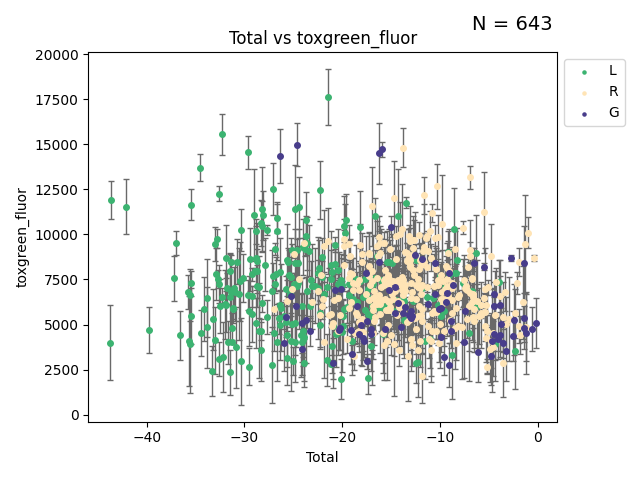 N = 643
Total vs toxgreen_fluor
20000
17500
15000
12500
10000
7500
5000
2500
0
toxgreen_fluor
−40
−30
−20
−10
0
Total
L
R
G